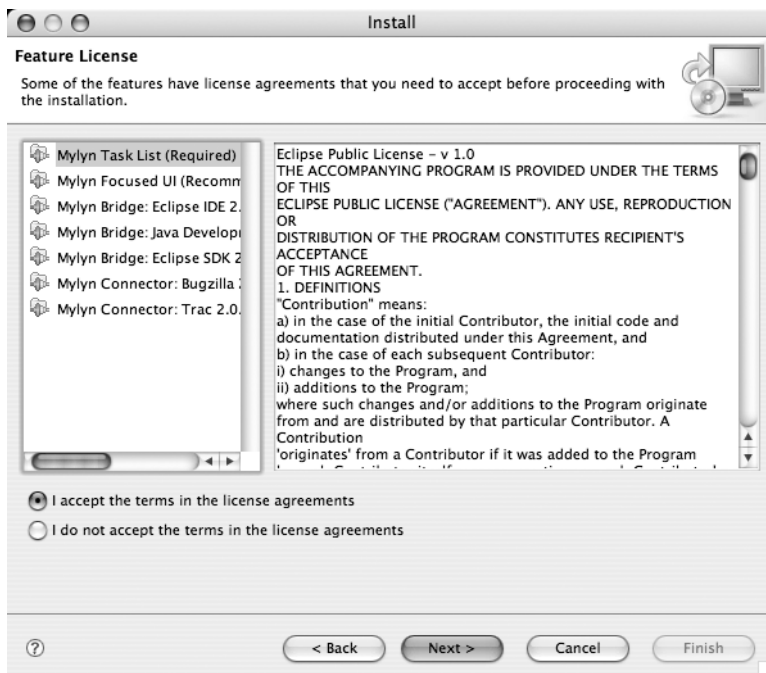 Install
Feature License
Some of the features have license agreements that you need to accept before proceeding with
the installation.
Mylyn Task List (Required)
Mylyn Focused UI (Recomm
Mylyn Bridge: Eclipse IDE 2.
Mylyn Bridge: Java Develop
Mylyn Bridge: Eclipse SDK 2
Mylyn Connector: Bugzilla
Mylyn Connector: Trac 2.0.
Eclipse Public License – v 1.0
THE ACCOMPANYING PROGRAM IS PROVIDED UNDER THE TERMS
OF THIS
ECLIPSE PUBLIC LICENSE ("AGREEMENT"). ANY USE, REPRODUCTION
OR
DISTRIBUTION OF THE PROGRAM CONSTITUTES RECIPIENT'S
ACCEPTANCE
OF THIS AGREEMENT.
1. DEFINITIONS
"Contribution" means:
a) in the case of the initial Contributor, the initial code and
documentation distributed under this Agreement, and
b) in the case of each subsequent Contributor:
i) changes to the Program, and
ii) additions to the Program;
where such changes and/or additions to the Program originate
from and are distributed by that particular Contributor. A
Contribution
'originates' from a Contributor if it was added to the Program
I accept the terms in the license agreements
I do not accept the terms in the license agreements
?
< Back
Next >
Cancel
Finish